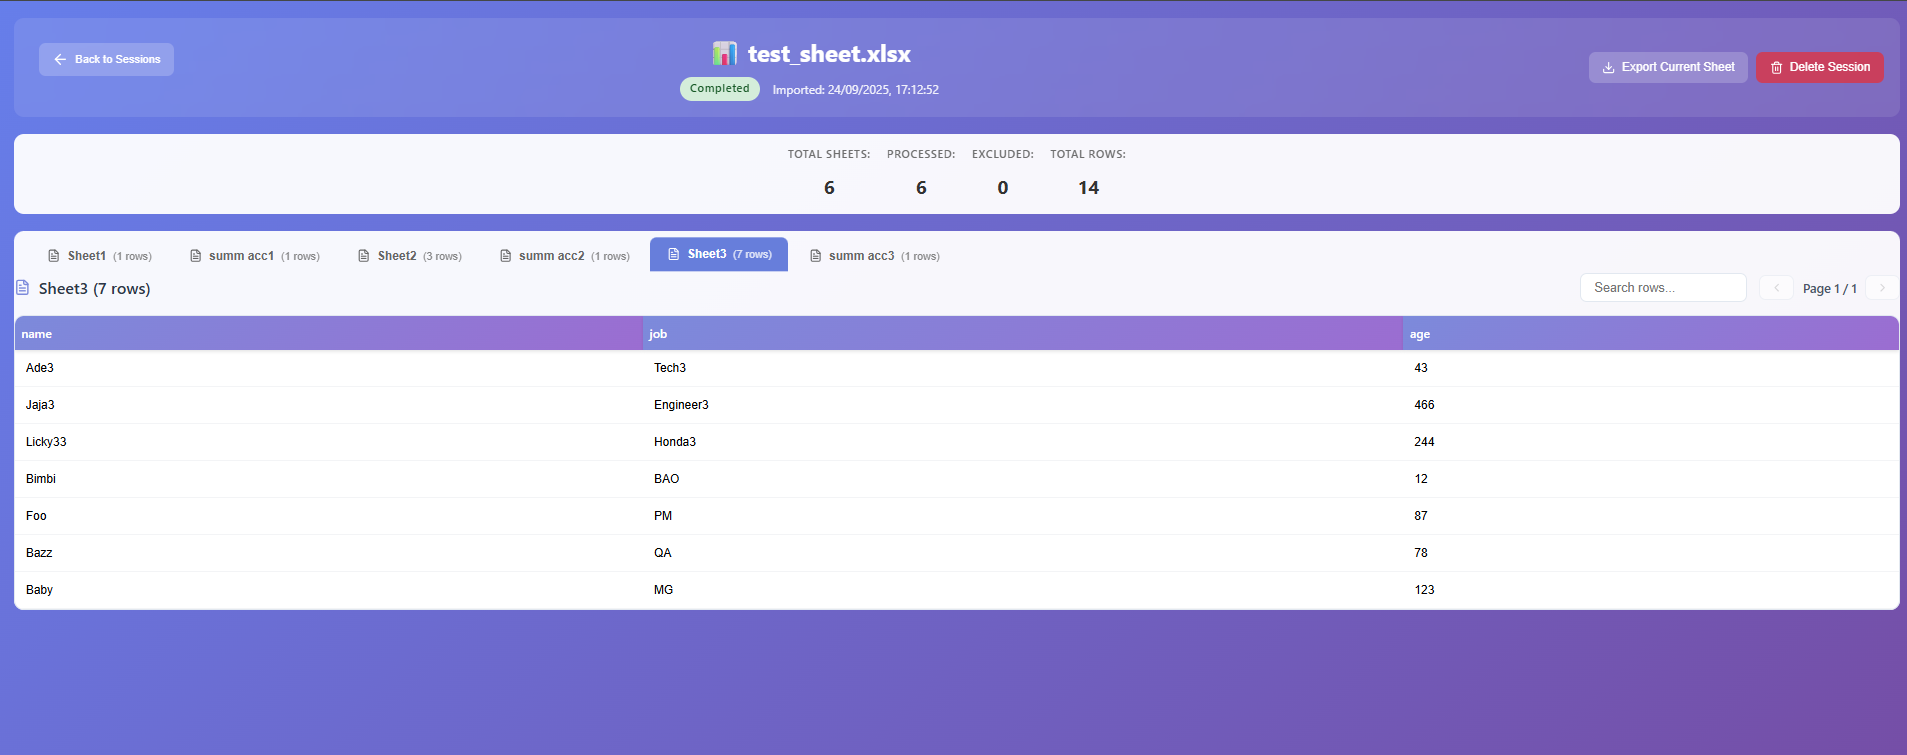 Back to Sessions
test_sheet.xlsx
Completed Imported: 24/09/2025, 17:12:52
Export Current Sheet Delete Session
TOTAL SHEETS: PROCESSED: EXCLUDED: TOTAL ROWS:
6 6 0 14
Sheet1 (1 rows) summ acc1 (1 rows) Sheet2 (3 rows) summ acc2 (1 rows) Sheet3 (7 rows) summ acc3 (1 rows)
Sheet3 (7 rows) Search rows... Page 1 / 1
name job age
Ade3 Tech3 43
Jaja3 Engineer3 466
Licky33 Honda3 244
Bimbi BAO 12
Foo PM 87
Bazz QA 78
Baby MG 123